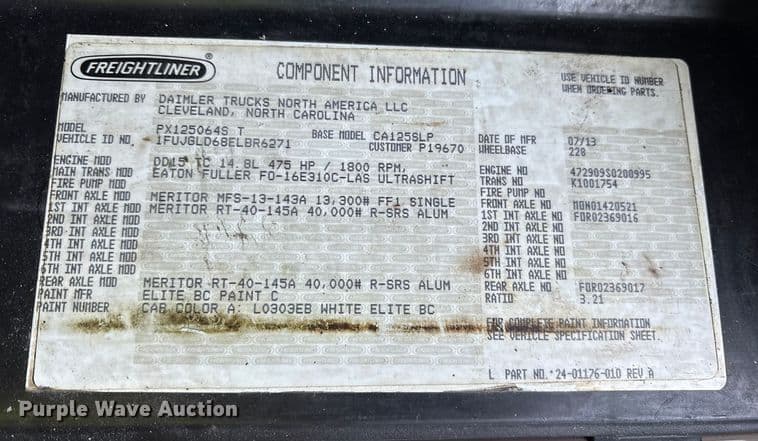 FREIGHTLINER ®
COMPONENT INFORMATION
USE VEHICLE ID NUMBER
WHEN ORDERING PARTS.
MANUFACTURED BY DAIMLER TRUCKS NORTH AMERICA LLC
CLEVELAND, NORTH CAROLINA
MODEL PX125064S T BASE MODEL CA125SLP DATE OF MFR 07/13
VEHICLE ID NO. 1FUJGLD68ELBR6271 CUSTOMER P19670 WHEELBASE 228
ENGINE MOD DD15 TC 14.8L 475 HP / 1800 RPM, ENGINE NO 472909S0200995
MAIN TRANS MOD EATON FULLER FO-16E310C-LAS ULTRASHIFT TRANS NO K1001754
FIRE PUMP MOD FIRE PUMP NO
FRONT AXLE MOD MERITOR MFS-13-143A 13,300# FF1 SINGLE FRONT AXLE NO NON01420521
1ST INT AXLE MOD MERITOR RT-40-145A 40,000# R-SRS ALUM 1ST INT AXLE NO FOR02369016
2ND INT AXLE MOD 2ND INT AXLE NO
3RD INT AXLE MOD 3RD INT AXLE NO
4TH INT AXLE MOD 4TH INT AXLE NO
5TH INT AXLE MOD 5TH INT AXLE NO
6TH INT AXLE MOD 6TH INT AXLE NO
REAR AXLE MOD MERITOR RT-40-145A 40,000# R-SRS ALUM REAR AXLE NO FOR02369017
PAINT MFR ELITE BC PAINT C RATIO 3.21
PAINT NUMBER CAB COLOR A: L0303EB WHITE ELITE BC
FOR COMPLETE PAINT INFORMATION
SEE VEHICLE SPECIFICATION SHEET.
L PART NO. 24-01176-010 REV A
Purple Wave Auction